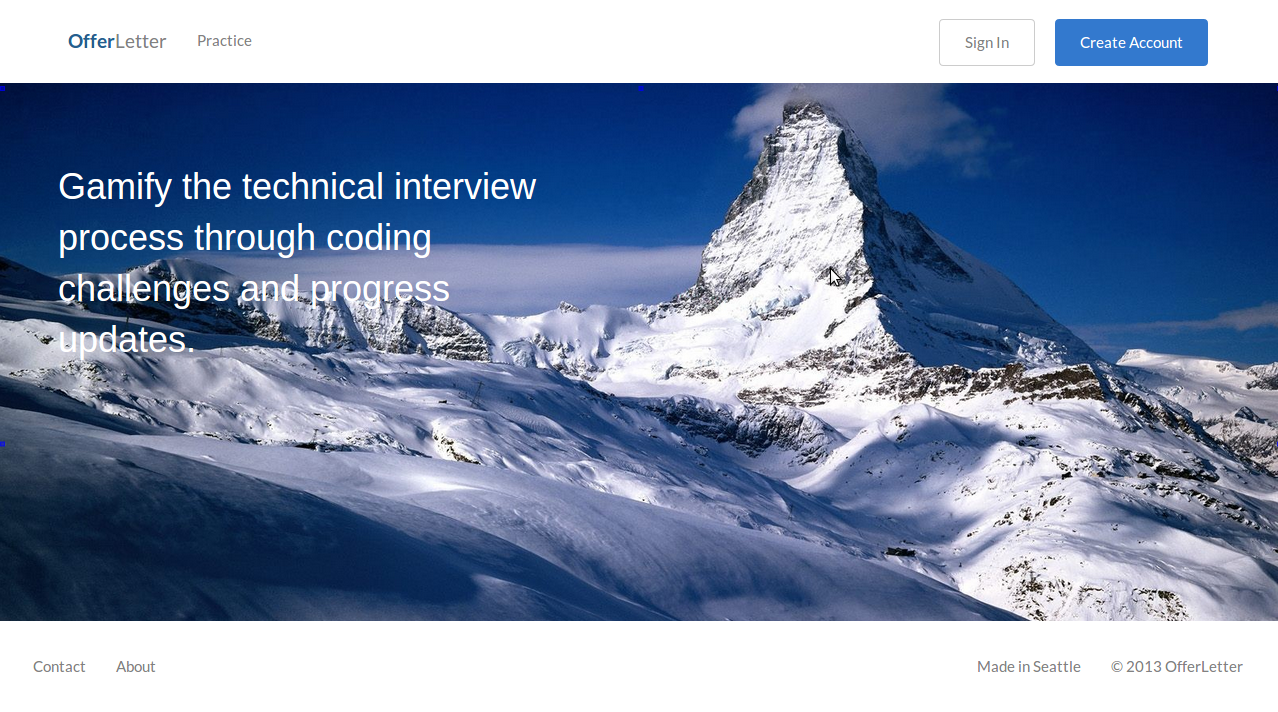 OfferLetter Practice Sign In Create Account
Gamify the technical interview
process through coding
challenges and progress
updates.
Contact About Made in Seattle © 2013 OfferLetter